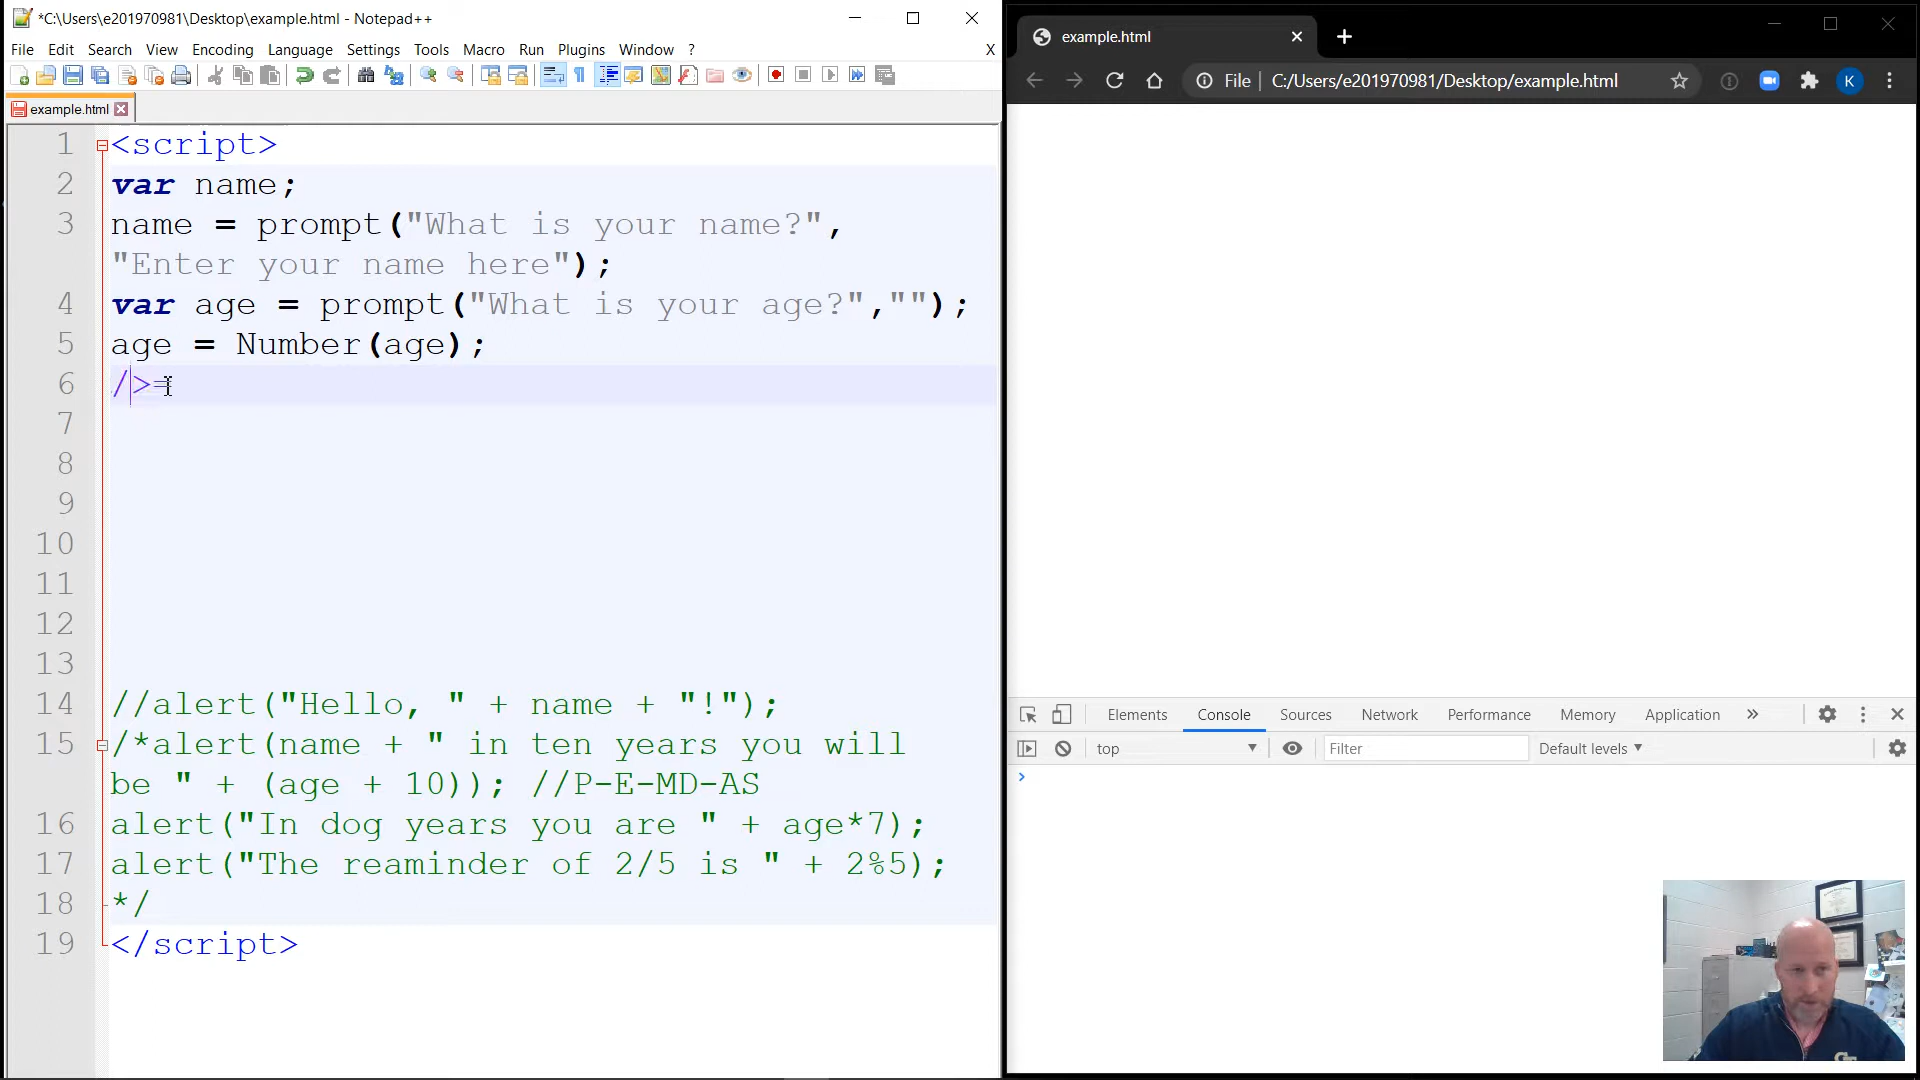 *C:\Users\e201970981\Desktop\example.html - Notepad++
File Edit Search View Encoding Language Settings Tools Macro Run Plugins Window ? X
example.html
1 <script>
2 var name;
3 name = prompt("What is your name?",
"Enter your name here");
4 var age = prompt("What is your age?","");
5 age = Number(age);
6 />=
7
8
9
10
11
12
13
14 //alert("Hello, " + name + "!");
15 /*alert(name + " in ten years you will
be " + (age + 10)); //P-E-MD-AS
16 alert("In dog years you are " + age*7);
17 alert("The reaminder of 2/5 is " + 2%5);
18 */
19 </script>
example.html
File C:/Users/e201970981/Desktop/example.html K
Elements Console Sources Network Performance Memory Application »
top Filter Default levels
>